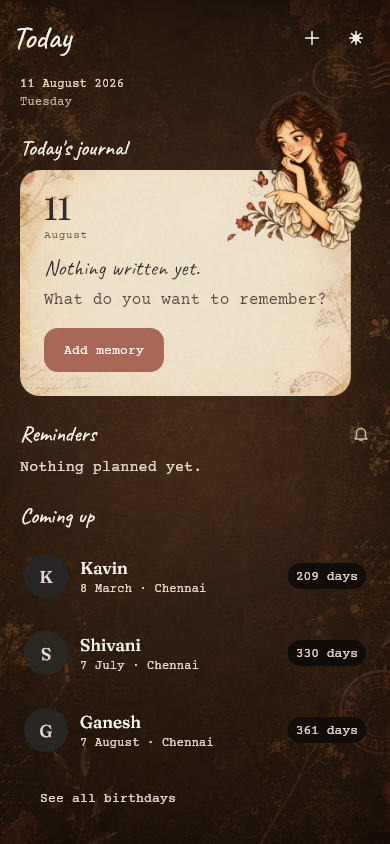 Today
11 August 2026
Tuesday
Today's journal
11
August
Nothing written yet.
What do you want to remember?
Add memory
Reminders
Nothing planned yet.
Coming up
K
Kavin
8 March · Chennai
209 days
S
Shivani
7 July · Chennai
330 days
G
Ganesh
7 August · Chennai
361 days
See all birthdays